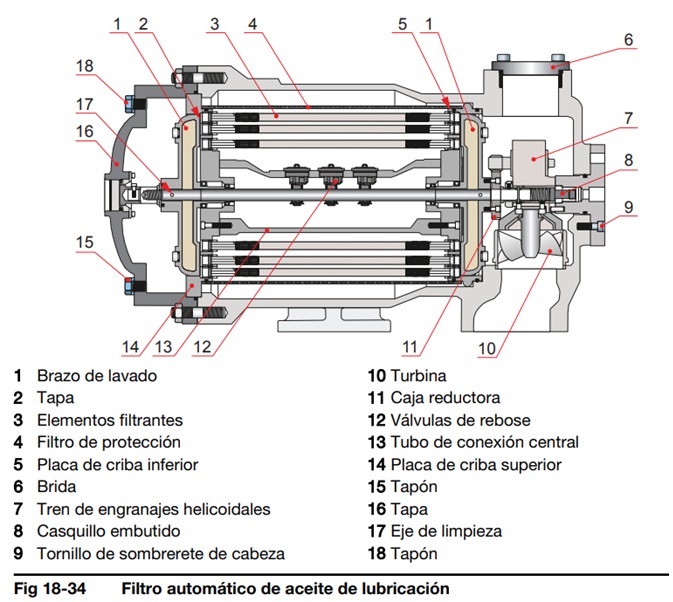 1 2 3 4 5 1
6
18
17
7
16
8
9
15
14 13 12 11 10
1 Brazo de lavado
2 Tapa
3 Elementos filtrantes
4 Filtro de protección
5 Placa de criba inferior
6 Brida
7 Tren de engranajes helicoidales
8 Casquillo embutido
9 Tornillo de sombrerete de cabeza
10 Turbina
11 Caja reductora
12 Válvulas de rebose
13 Tubo de conexión central
14 Placa de criba superior
15 Tapón
16 Tapa
17 Eje de limpieza
18 Tapón
Fig 18-34 Filtro automático de aceite de lubricación